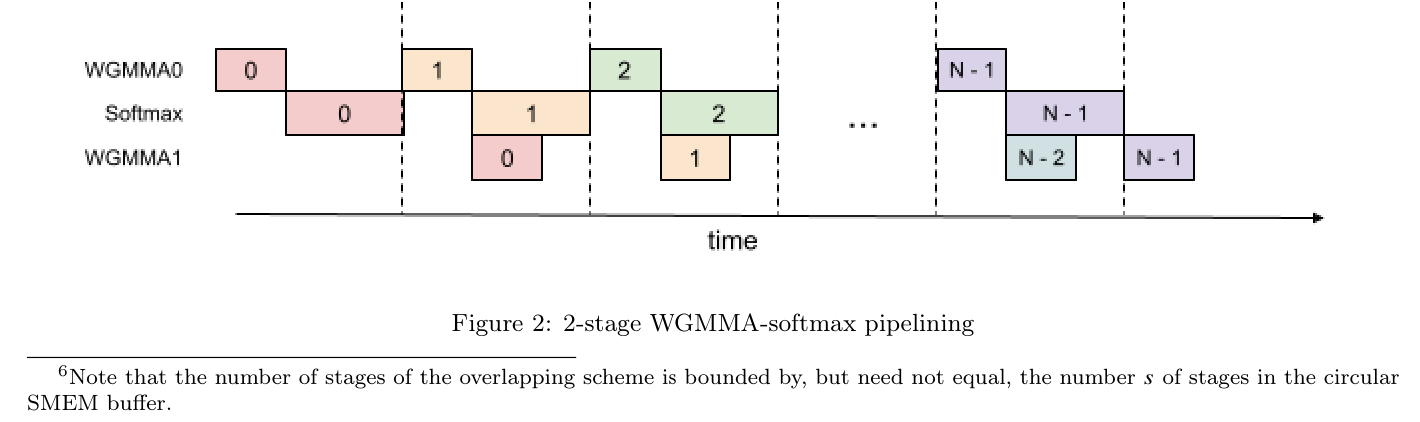 WGMMA0 0 1 2 N - 1
Softmax 0 1 2 ... N - 1
WGMMA1 0 1 N - 2 N - 1
time
Figure 2: 2-stage WGMMA-softmax pipelining
6Note that the number of stages of the overlapping scheme is bounded by, but need not equal, the number s of stages in the circular
SMEM buffer.